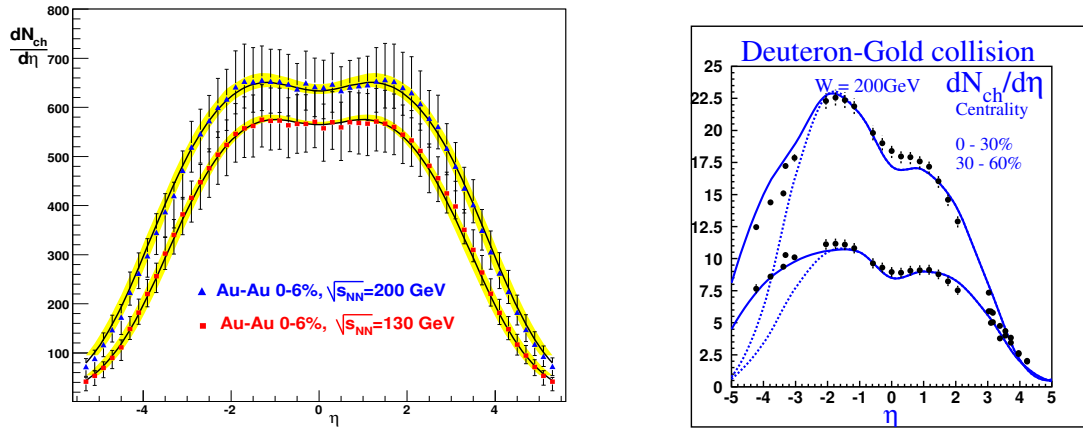 dN_ch
dη
800
700
600
500
400
300
200
100
Au-Au 0-6%, √s_NN=200 GeV
Au-Au 0-6%, √s_NN=130 GeV
-4 -2 0 2 4
η
Deuteron-Gold collision
25
22.5
20
17.5
15
12.5
10
7.5
5
2.5
0
W = 200GeV
dN_ch/dη
Centrality
0 - 30%
30 - 60%
-5 -4 -3 -2 -1 0 1 2 3 4 5
η